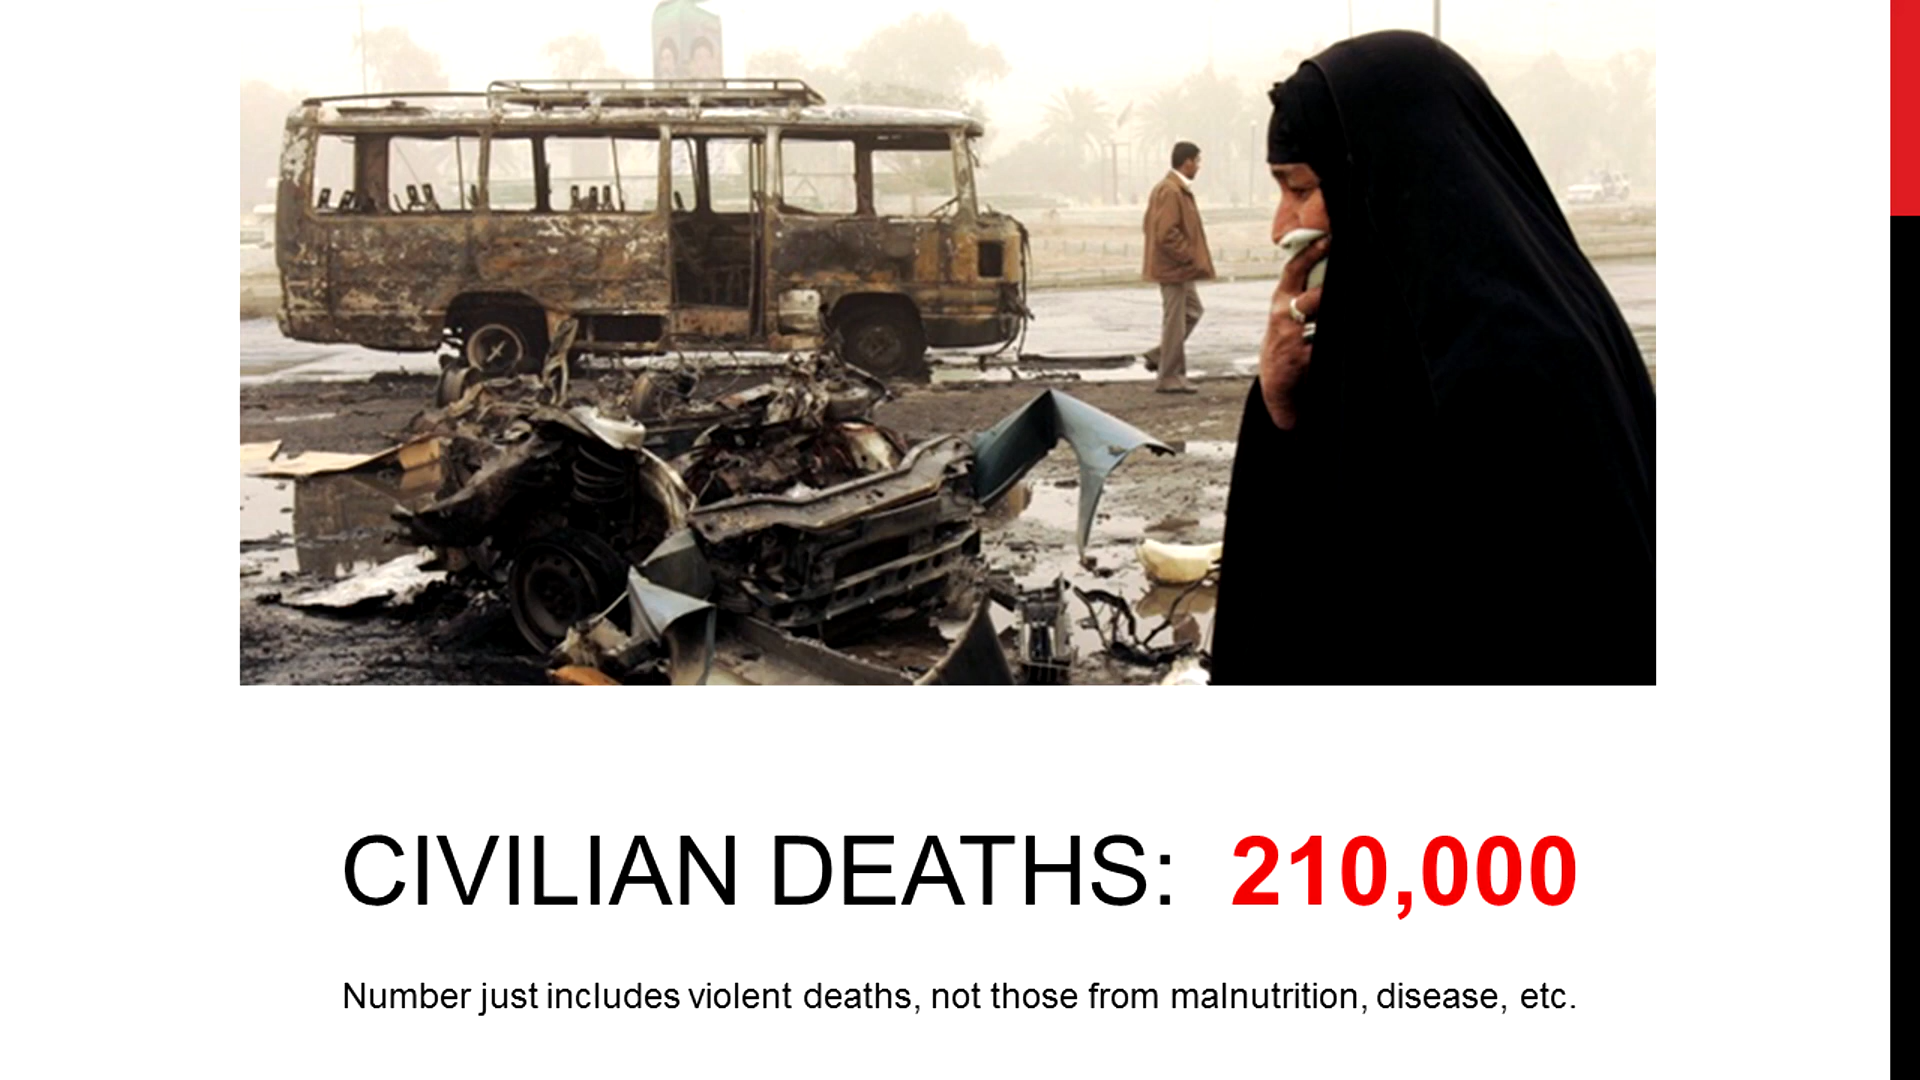 CIVILIAN DEATHS: 210,000
Number just includes violent deaths, not those from malnutrition, disease, etc.